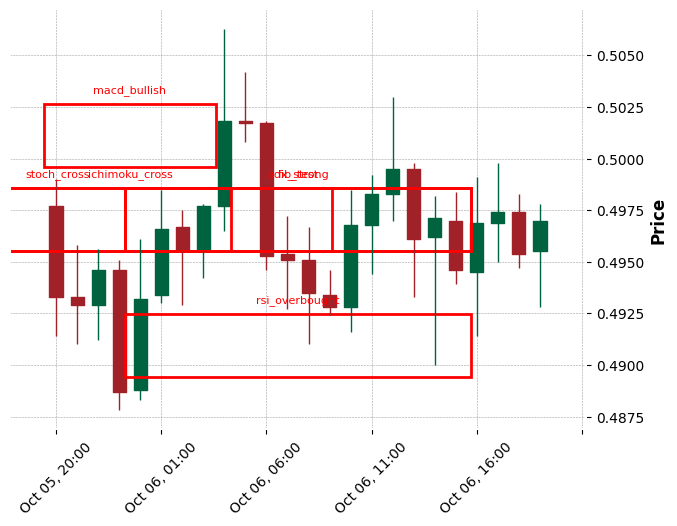 0.5050
macd_bullish
0.5025
0.5000
stoch_cross
ichimoku_cross
0.4975
Price
0.4950
rsi_overbought
0.4925
0.4900
0.4875
Oct 05, 20:00
Oct 06, 01:00
Oct 06, 06:00
Oct 06, 11:00
Oct 06, 16:00